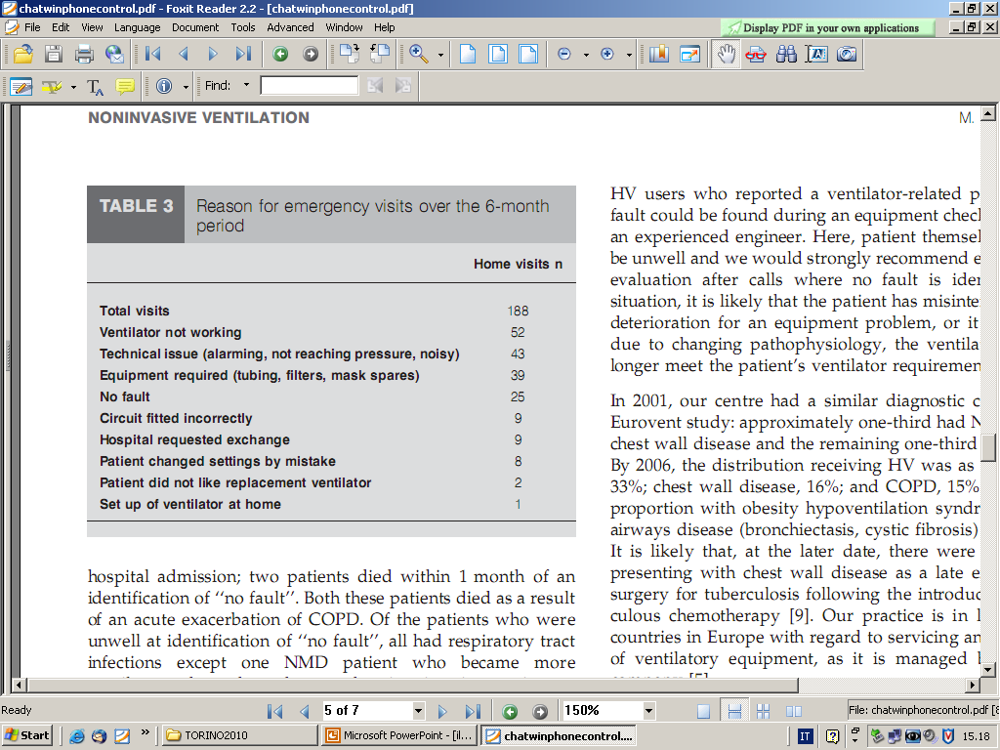 chatwinphonecontrol.pdf - Foxit Reader 2.2 - [chatwinphonecontrol.pdf]
File Edit View Language Document Tools Advanced Window Help
Display PDF in your own applications
Find:
NONINVASIVE VENTILATION
M.
TABLE 3
Reason for emergency visits over the 6-month
period
Home visits n
Total visits 188
Ventilator not working 52
Technical issue (alarming, not reaching pressure, noisy) 43
Equipment required (tubing, filters, mask spares) 39
No fault 25
Circuit fitted incorrectly 9
Hospital requested exchange 9
Patient changed settings by mistake 8
Patient did not like replacement ventilator 2
Set up of ventilator at home 1
hospital admission; two patients died within 1 month of an
identification of ‘‘no fault’’. Both these patients died as a result
of an acute exacerbation of COPD. Of the patients who were
unwell at identification of ‘‘no fault’’, all had respiratory tract
infections except one NMD patient who became more
HV users who reported a ventilator-related p
fault could be found during an equipment chec
an experienced engineer. Here, patient themsel
be unwell and we would strongly recommend e
evaluation after calls where no fault is iden
situation, it is likely that the patient has misinte
deterioration for an equipment problem, or it
due to changing pathophysiology, the ventila
longer meet the patient’s ventilator requiremen
In 2001, our centre had a similar diagnostic c
Eurovent study: approximately one-third had N
chest wall disease and the remaining one-third
By 2006, the distribution receiving HV was as
33%; chest wall disease, 16%; and COPD, 15%
proportion with obesity hypoventilation syndr
airways disease (bronchiectasis, cystic fibrosis)
It is likely that, at the later date, there were
presenting with chest wall disease as a late e
surgery for tuberculosis following the introduc
culous chemotherapy [9]. Our practice is in l
countries in Europe with regard to servicing an
of ventilatory equipment, as it is managed b
Ready
5 of 7
150%
File: chatwinphonecontrol.pdf [8
Start
TORINO2010
Microsoft PowerPoint - [il...
chatwinphonecontrol....
IT
15.18